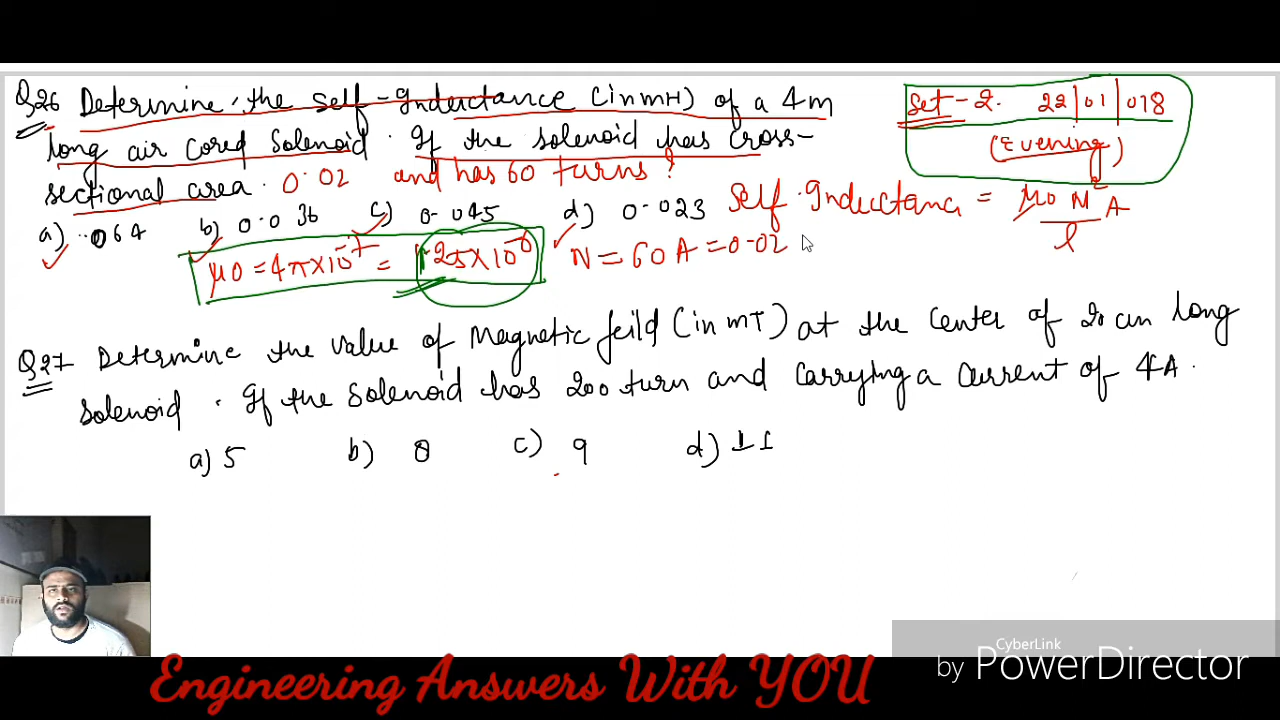 Q26 Determine the self-Inductance (in mH) of a 4m
long air cored Solenoid. If the solenoid has cross-
sectional area. 0.02 and has 60 turns?
a) .064 b) 0.036 c) 0.045 d) 0.023
μ0 = 4π×10⁻⁷ = 1.25×10⁻⁶
N = 60 A = 0.02
Set-2. 22|01|018
(Evening)
Self. Inductance = μ0 N² A / l
Q27 Determine the value of Magnetic feild (in mT) at the center of 20 cm long
solenoid. If the solenoid has 200 turn and carrying a current of 4A.
a) 5 b) 8 c) 9 d) 11
CyberLink
by PowerDirector
Engineering Answers With YOU